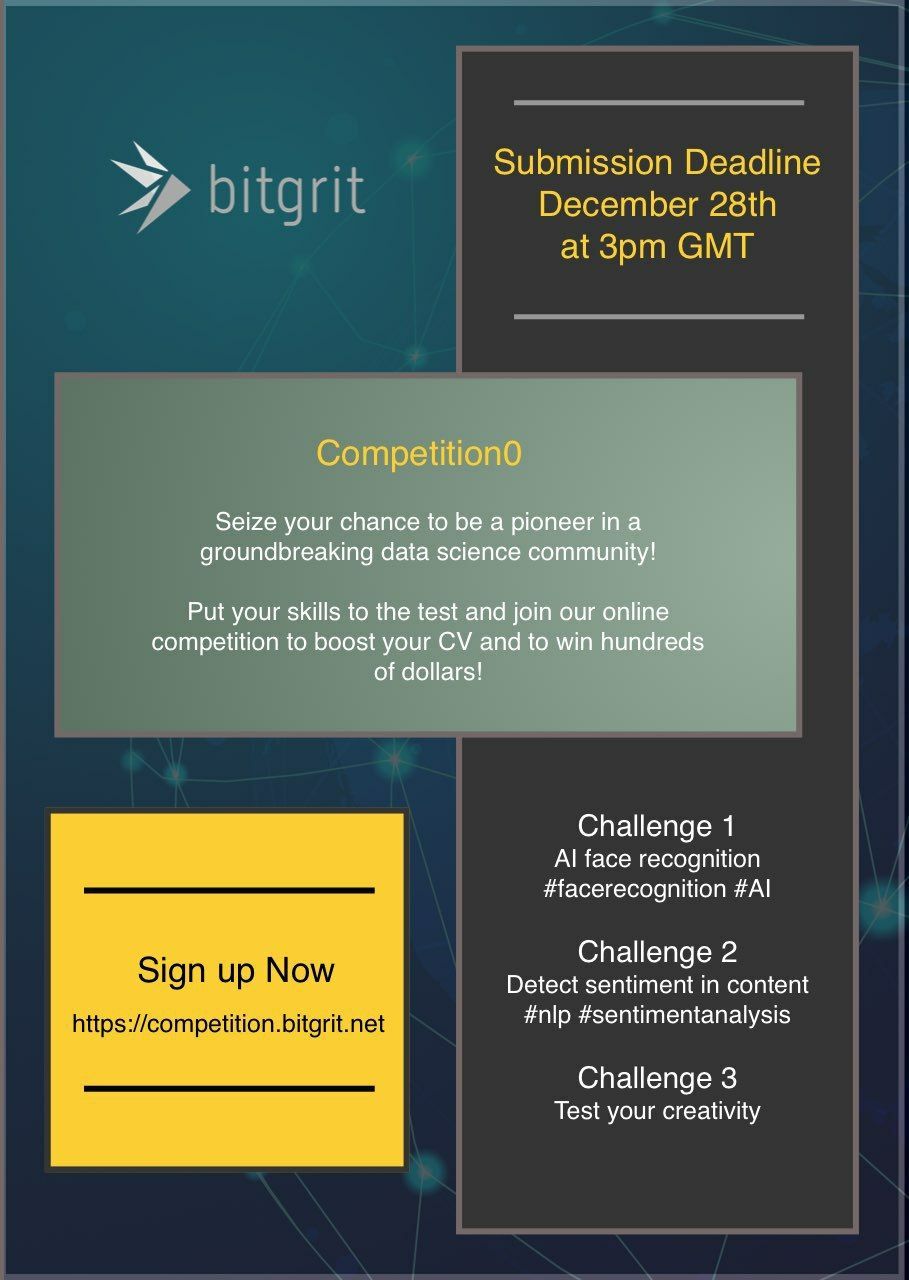 bitgrit
Submission Deadline
December 28th
at 3pm GMT
Competition0
Seize your chance to be a pioneer in a
groundbreaking data science community!
Put your skills to the test and join our online
competition to boost your CV and to win hundreds
of dollars!
Sign up Now
https://competition.bitgrit.net
Challenge 1
AI face recognition
#facerecognition #AI
Challenge 2
Detect sentiment in content
#nlp #sentimentanalysis
Challenge 3
Test your creativity